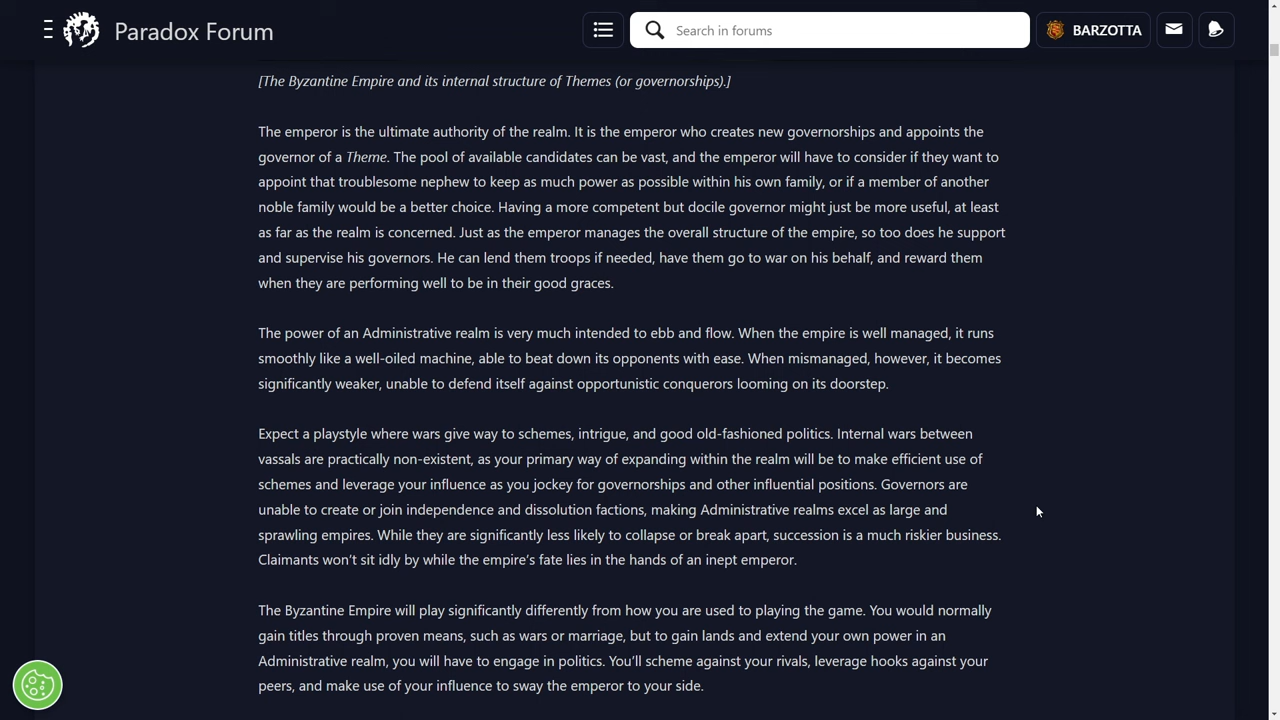 Paradox Forum
Search in forums
BARZOTTA
[The Byzantine Empire and its internal structure of Themes (or governorships).]
The emperor is the ultimate authority of the realm. It is the emperor who creates new governorships and appoints the
governor of a Theme. The pool of available candidates can be vast, and the emperor will have to consider if they want to
appoint that troublesome nephew to keep as much power as possible within his own family, or if a member of another
noble family would be a better choice. Having a more competent but docile governor might just be more useful, at least
as far as the realm is concerned. Just as the emperor manages the overall structure of the empire, so too does he support
and supervise his governors. He can lend them troops if needed, have them go to war on his behalf, and reward them
when they are performing well to be in their good graces.
The power of an Administrative realm is very much intended to ebb and flow. When the empire is well managed, it runs
smoothly like a well-oiled machine, able to beat down its opponents with ease. When mismanaged, however, it becomes
significantly weaker, unable to defend itself against opportunistic conquerors looming on its doorstep.
Expect a playstyle where wars give way to schemes, intrigue, and good old-fashioned politics. Internal wars between
vassals are practically non-existent, as your primary way of expanding within the realm will be to make efficient use of
schemes and leverage your influence as you jockey for governorships and other influential positions. Governors are
unable to create or join independence and dissolution factions, making Administrative realms excel as large and
sprawling empires. While they are significantly less likely to collapse or break apart, succession is a much riskier business.
Claimants won’t sit idly by while the empire’s fate lies in the hands of an inept emperor.
The Byzantine Empire will play significantly differently from how you are used to playing the game. You would normally
gain titles through proven means, such as wars or marriage, but to gain lands and extend your own power in an
Administrative realm, you will have to engage in politics. You’ll scheme against your rivals, leverage hooks against your
peers, and make use of your influence to sway the emperor to your side.